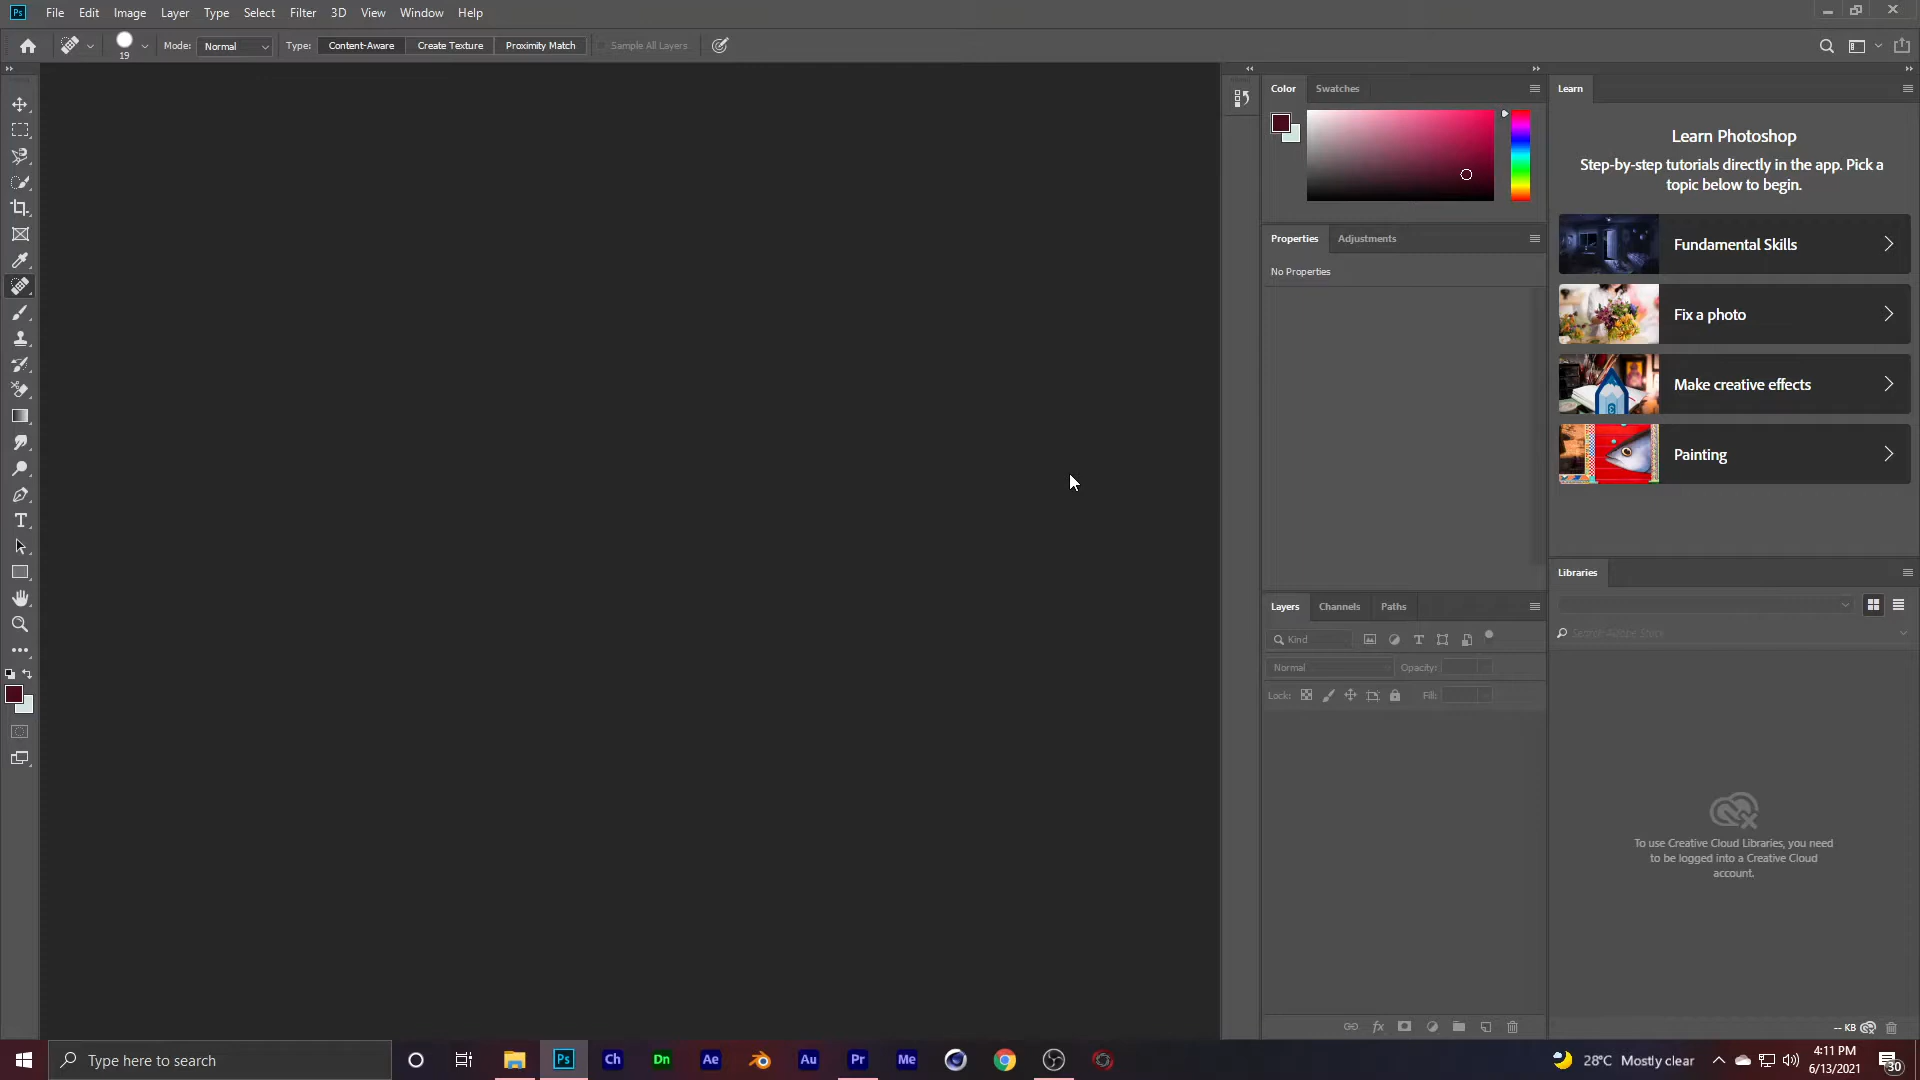 Ps File Edit Image Layer Type Select Filter 3D View Window Help
19 Mode: Normal Type: Content-Aware Create Texture Proximity Match Sample All Layers
Color Swatches
Properties Adjustments
No Properties
Layers Channels Paths
Kind
Normal Opacity:
Lock: Fill:
Learn
Learn Photoshop
Step-by-step tutorials directly in the app. Pick a
topic below to begin.
Fundamental Skills
Fix a photo
Make creative effects
Painting
Libraries
Search Adobe Stock
To use Creative Cloud Libraries, you need
to be logged into a Creative Cloud
account.
-- KB
Type here to search Ps Ch Dn Ae Au Pr Me 28°C Mostly clear
4:11 PM
6/13/2021
30